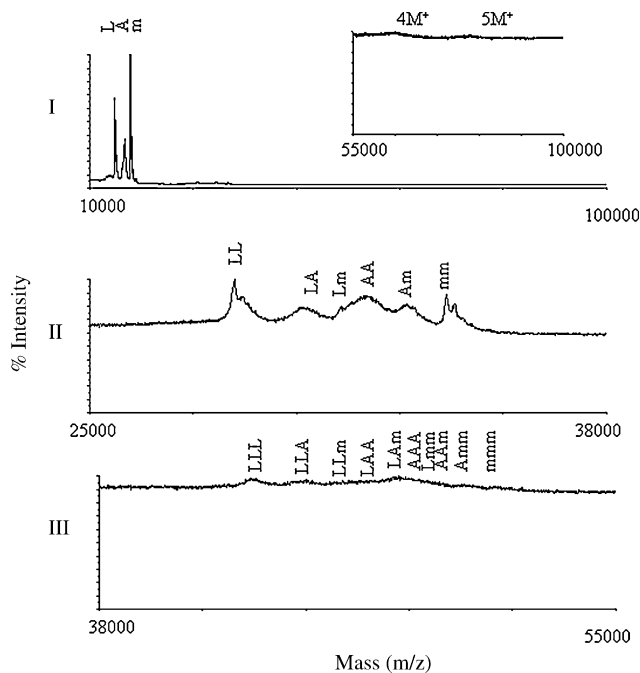 L A m
4M+ 5M+
I
55000 100000
10000 100000
LL LA Lm AA Am mm
% Intensity
II
25000 38000
LLL LLA LLm LAA LAm AAA Lmm AAm Amm mmm
III
38000 55000
Mass (m/z)